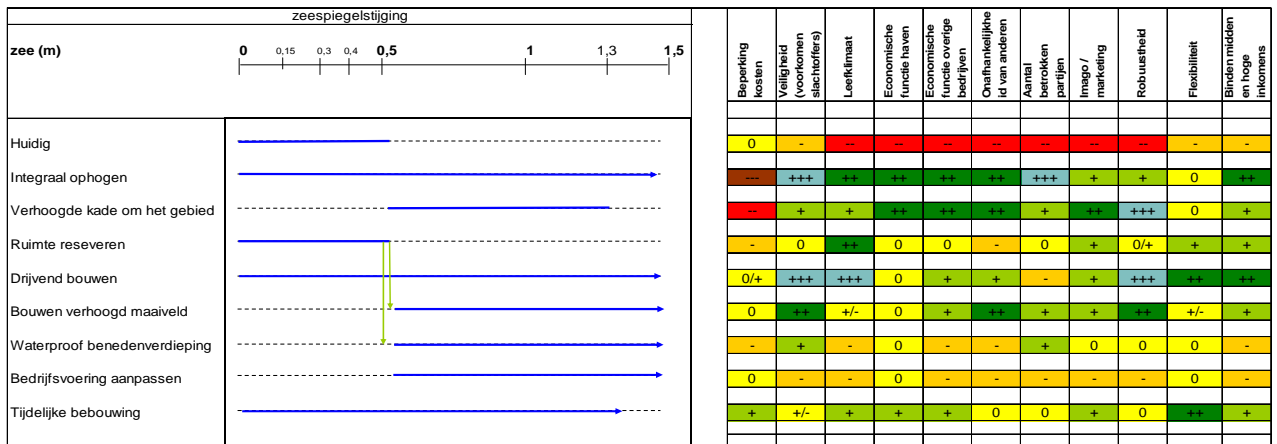 zeespiegelstijging
zee (m)
0 0,15 0,3 0,4 0,5 1 1,3 1,5
Beperking kosten
Veiligheid (voorkomen slachtoffers)
Leefklimaat
Economische functie haven
Economische functie overige bedrijven
Onafhankelijkhe id van anderen
Aantal betrokken partijen
Imago / marketing
Robuustheid
Flexibiliteit
Binden midden en hoge inkomens
Huidig 0 - -- -- -- -- -- -- -- - -
Integraal ophogen --- +++ ++ ++ ++ ++ +++ + + 0 ++
Verhoogde kade om het gebied -- + + ++ ++ ++ + ++ +++ 0 +
Ruimte reseveren - 0 ++ 0 0 - 0 + 0/+ + +
Drijvend bouwen 0/+ +++ +++ 0 + + - + +++ ++ ++
Bouwen verhoogd maaiveld 0 ++ +/- 0 + ++ + + ++ +/- +
Waterproof benedenverdieping - + - 0 - - + 0 0 0 -
Bedrijfsvoering aanpassen 0 - - 0 - - - - - 0 -
Tijdelijke bebouwing + +/- + + + 0 0 + 0 ++ +